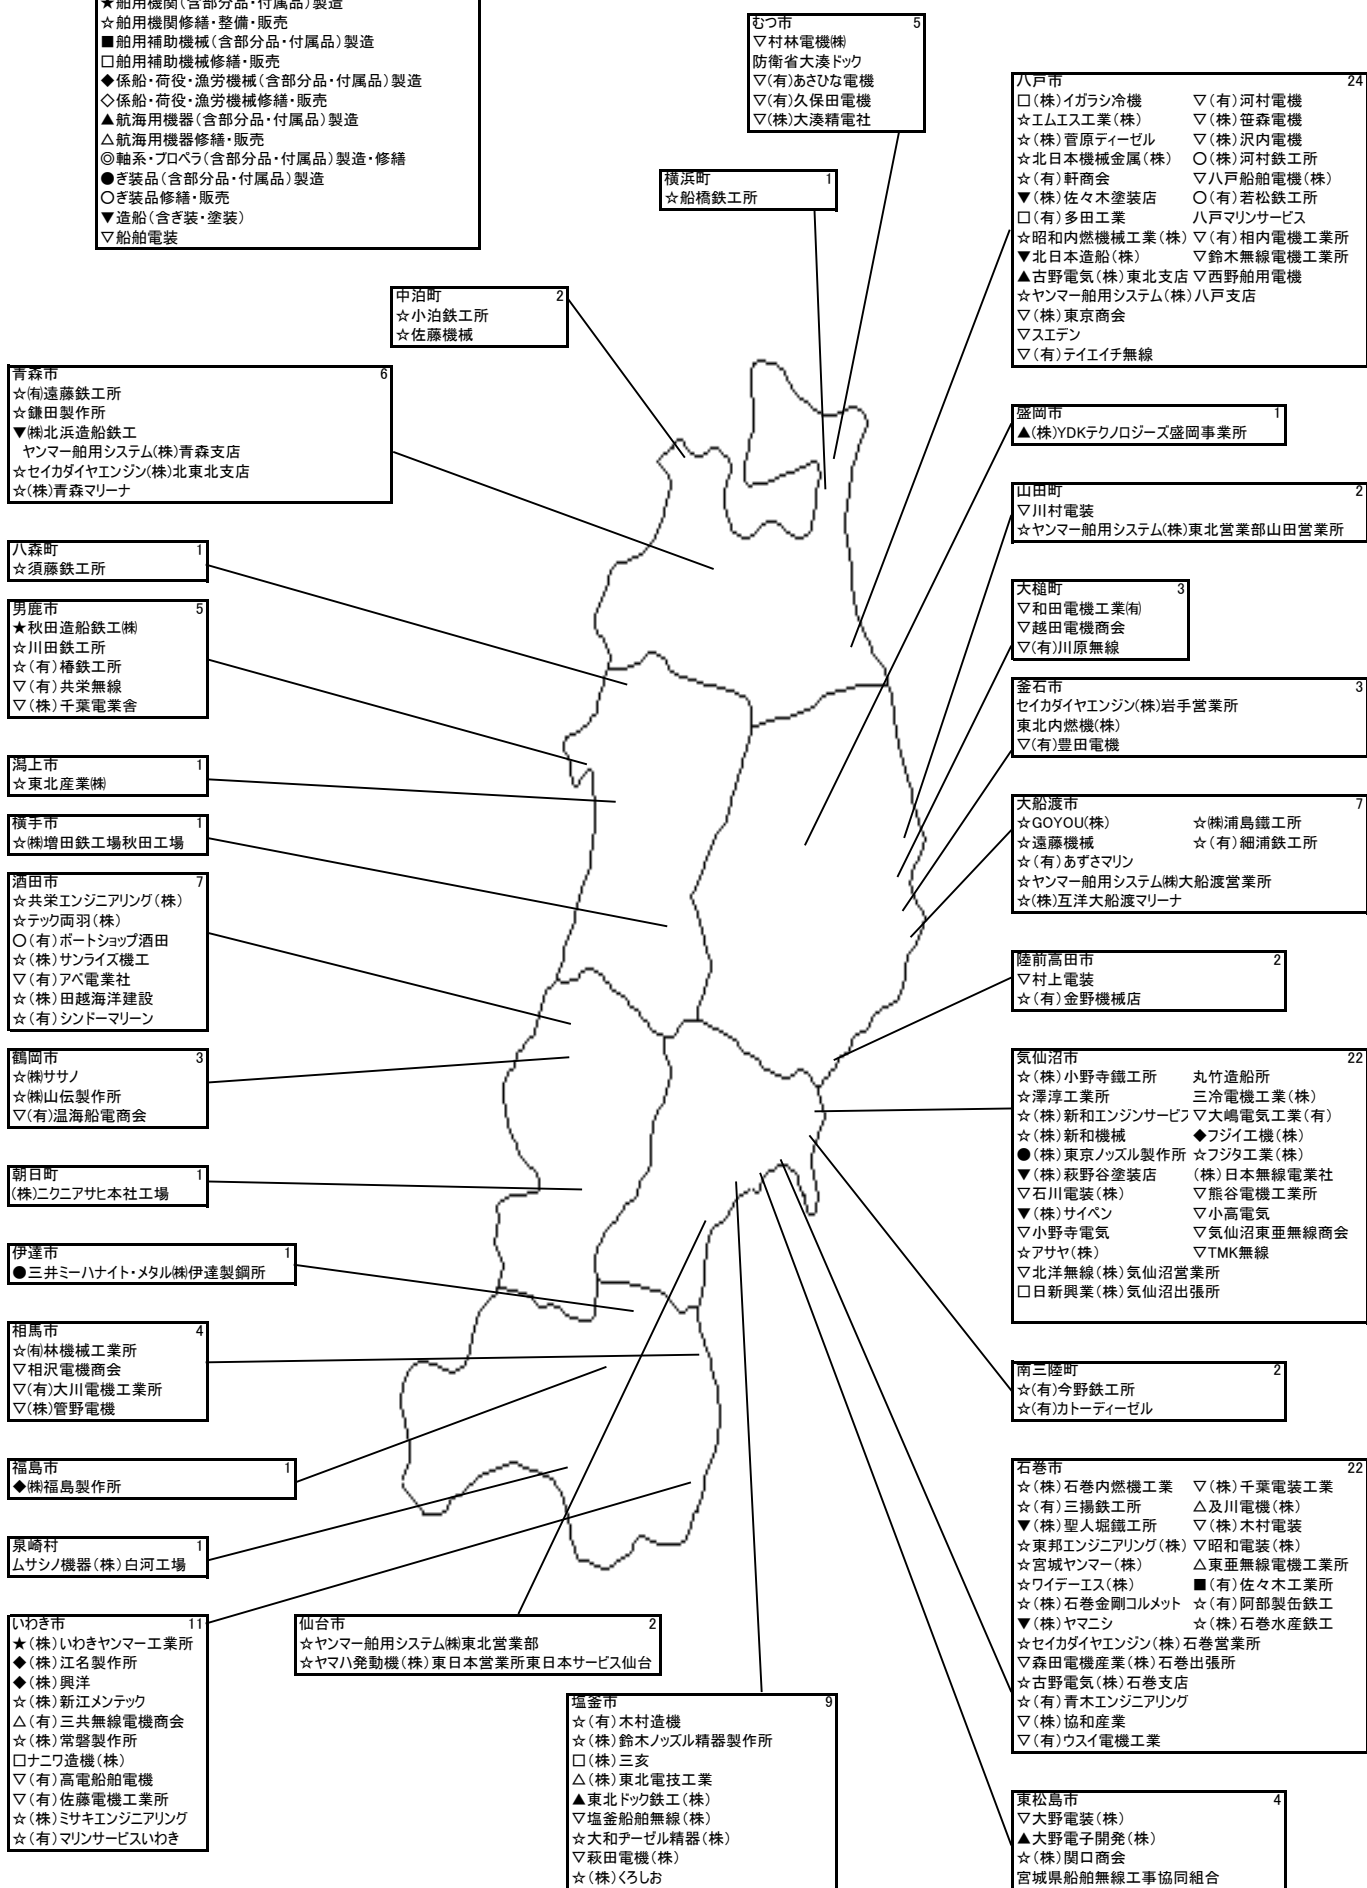 ★舶用機関(含部分品・付属品)製造
☆舶用機関修繕・整備・販売
■舶用補助機械(含部分品・付属品)製造
□舶用補助機械修繕・販売
◆係船・荷役・漁労機械(含部分品・付属品)製造
◇係船・荷役・漁労機械修繕・販売
▲航海用機器(含部分品・付属品)製造
△航海用機器修繕・販売
◎軸系・プロペラ(含部分品・付属品)製造・修繕
●ぎ装品(含部分品・付属品)製造
○ぎ装品修繕・販売
▼造船(含ぎ装・塗装)
▽船舶電装
むつ市 5
▽村林電機㈱
防衛省大湊ドック
▽(有)あさひな電機
▽(有)久保田電機
▽(株)大湊精電社
横浜町 1
☆船橋鉄工所
中泊町 2
☆小泊鉄工所
☆佐藤機械
青森市 6
☆㈲遠藤鉄工所
☆鎌田製作所
▼㈱北浜造船鉄工
ヤンマー舶用システム(株)青森支店
☆セイカダイヤエンジン(株)北東北支店
☆(株)青森マリーナ
八森町 1
☆須藤鉄工所
男鹿市 5
★秋田造船鉄工㈱
☆川田鉄工所
☆(有)椿鉄工所
▽(有)共栄無線
▽(株)千葉電業舎
潟上市 1
☆東北産業㈱
横手市 1
☆㈱増田鉄工場秋田工場
酒田市 7
☆共栄エンジニアリング(株)
☆テック両羽(株)
○(有)ボートショップ酒田
☆(株)サンライズ機工
▽(有)アベ電業社
☆(株)田越海洋建設
☆(有)シンドーマリーン
鶴岡市 3
☆㈱ササノ
☆㈱山伝製作所
▽(有)温海船電商会
朝日町 1
(株)ニクニアサヒ本社工場
伊達市 1
●三井ミーハナイト・メタル㈱伊達製鋼所
相馬市 4
☆㈲林機械工業所
▽相沢電機商会
▽(有)大川電機工業所
▽(株)管野電機
福島市 1
◆㈱福島製作所
泉崎村 1
ムサシノ機器(株)白河工場
いわき市 11
★(株)いわきヤンマー工業所
◆(株)江名製作所
◆(株)興洋
☆(株)新江メンテック
△(有)三共無線電機商会
☆(株)常磐製作所
□ナニワ造機(株)
▽(有)高電船舶電機
▽(有)佐藤電機工業所
☆(株)ミサキエンジニアリング
☆(有)マリンサービスいわき
仙台市 2
☆ヤンマー舶用システム㈱東北営業部
☆ヤマハ発動機(株)東日本営業所東日本サービス仙台
塩釜市 9
☆(有)木村造機
☆(株)鈴木ノッズル精器製作所
□(株)三亥
△(株)東北電技工業
▲東北ドック鉄工(株)
▽塩釜船舶無線(株)
☆大和ヂーゼル精器(株)
▽萩田電機(株)
☆(株)くろしお
八戸市 24
□(株)イガラシ冷機 ▽(有)河村電機
☆エムエス工業(株) ▽(株)笹森電機
☆(株)菅原ディーゼル ▽(株)沢内電機
☆北日本機械金属(株) ○(株)河村鉄工所
☆(有)軒商会 ▽八戸船舶電機(株)
▼(株)佐々木塗装店 ○(有)若松鉄工所
□(有)多田工業 八戸マリンサービス
☆昭和内燃機械工業(株) ▽(有)相内電機工業所
▼北日本造船(株) ▽鈴木無線電機工業所
▲古野電気(株)東北支店 ▽西野舶用電機
☆ヤンマー舶用システム(株)八戸支店
▽(株)東京商会
▽スエデン
▽(有)テイエイチ無線
盛岡市 1
▲(株)YDKテクノロジーズ盛岡事業所
山田町 2
▽川村電装
☆ヤンマー舶用システム(株)東北営業部山田営業所
大槌町 3
▽和田電機工業㈲
▽越田電機商会
▽(有)川原無線
釜石市 3
セイカダイヤエンジン(株)岩手営業所
東北内燃機(株)
▽(有)豊田電機
大船渡市 7
☆GOYOU(株) ☆㈱浦島鐵工所
☆遠藤機械 ☆(有)細浦鉄工所
☆(有)あずさマリン
☆ヤンマー舶用システム㈱大船渡営業所
☆(株)互洋大船渡マリーナ
陸前高田市 2
▽村上電装
☆(有)金野機械店
気仙沼市 22
☆(株)小野寺鐵工所 丸竹造船所
☆澤淳工業所 三冷電機工業(株)
☆(株)新和エンジンサービス ▽大嶋電気工業(有)
☆(株)新和機械 ◆フジイ工機(株)
●(株)東京ノッズル製作所 ☆フジタ工業(株)
▼(株)萩野谷塗装店 (株)日本無線電業社
▽石川電装(株) ▽熊谷電機工業所
▼(株)サイペン ▽小高電気
▽小野寺電気 ▽気仙沼東亜無線商会
☆アサヤ(株) ▽TMK無線
▽北洋無線(株)気仙沼営業所
□日新興業(株)気仙沼出張所
南三陸町 2
☆(有)今野鉄工所
☆(有)カトーディーゼル
石巻市 22
☆(株)石巻内燃機工業 ▽(株)千葉電装工業
☆(有)三揚鉄工所 △及川電機(株)
▼(株)聖人堀鐵工所 ▽(株)木村電装
☆東邦エンジニアリング(株) ▽昭和電装(株)
☆宮城ヤンマー(株) △東亜無線電機工業所
☆ワイデーエス(株) ■(有)佐々木工業所
☆(株)石巻金剛コルメット ☆(有)阿部製缶鉄工
▼(株)ヤマニシ ☆(株)石巻水産鉄工
☆セイカダイヤエンジン(株)石巻営業所
▽森田電機産業(株)石巻出張所
☆古野電気(株)石巻支店
☆(有)青木エンジニアリング
▽(株)協和産業
▽(有)ウスイ電機工業
東松島市 4
▽大野電装(株)
▲大野電子開発(株)
☆(株)関口商会
宮城県船舶無線工事協同組合